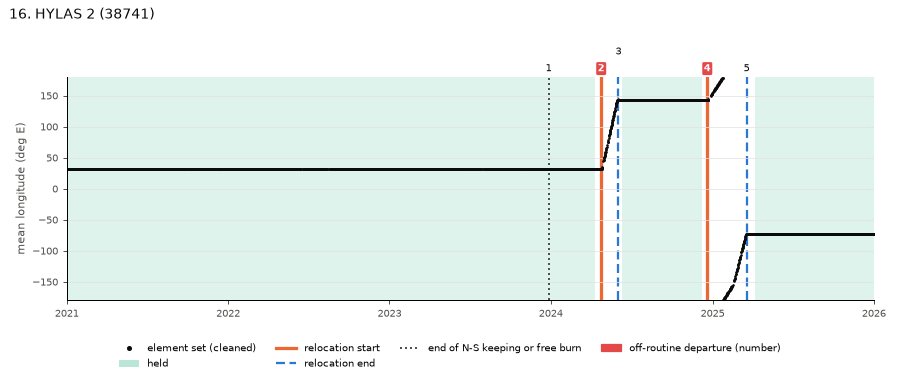 16. HYLAS 2 (38741)
3
1 2 4 5
150
100
50
0
−50
−100
−150
mean longitude (deg E)
2021 2022 2023 2024 2025 2026
element set (cleaned) relocation start end of N-S keeping or free burn off-routine departure (number)
held relocation end